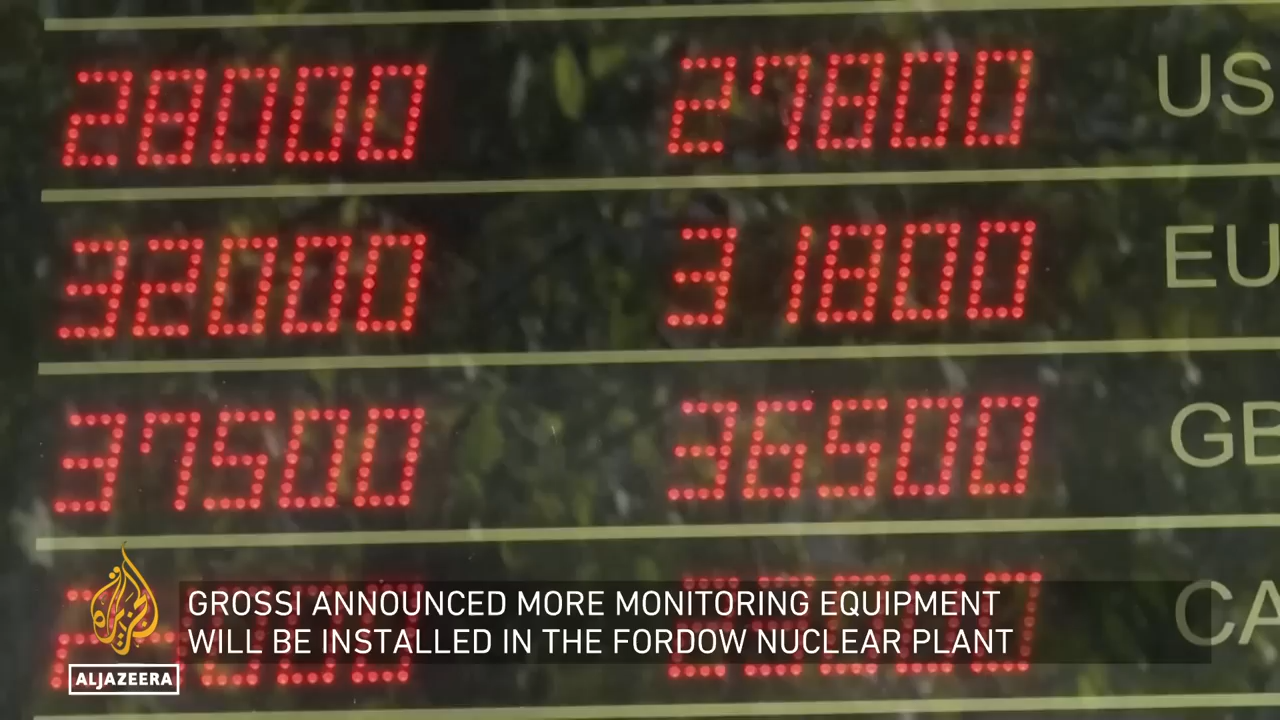 28000 27800 US
32000 31800 EU
37500 36500 GB
CA
GROSSI ANNOUNCED MORE MONITORING EQUIPMENT
WILL BE INSTALLED IN THE FORDOW NUCLEAR PLANT
الجزيرة
ALJAZEERA